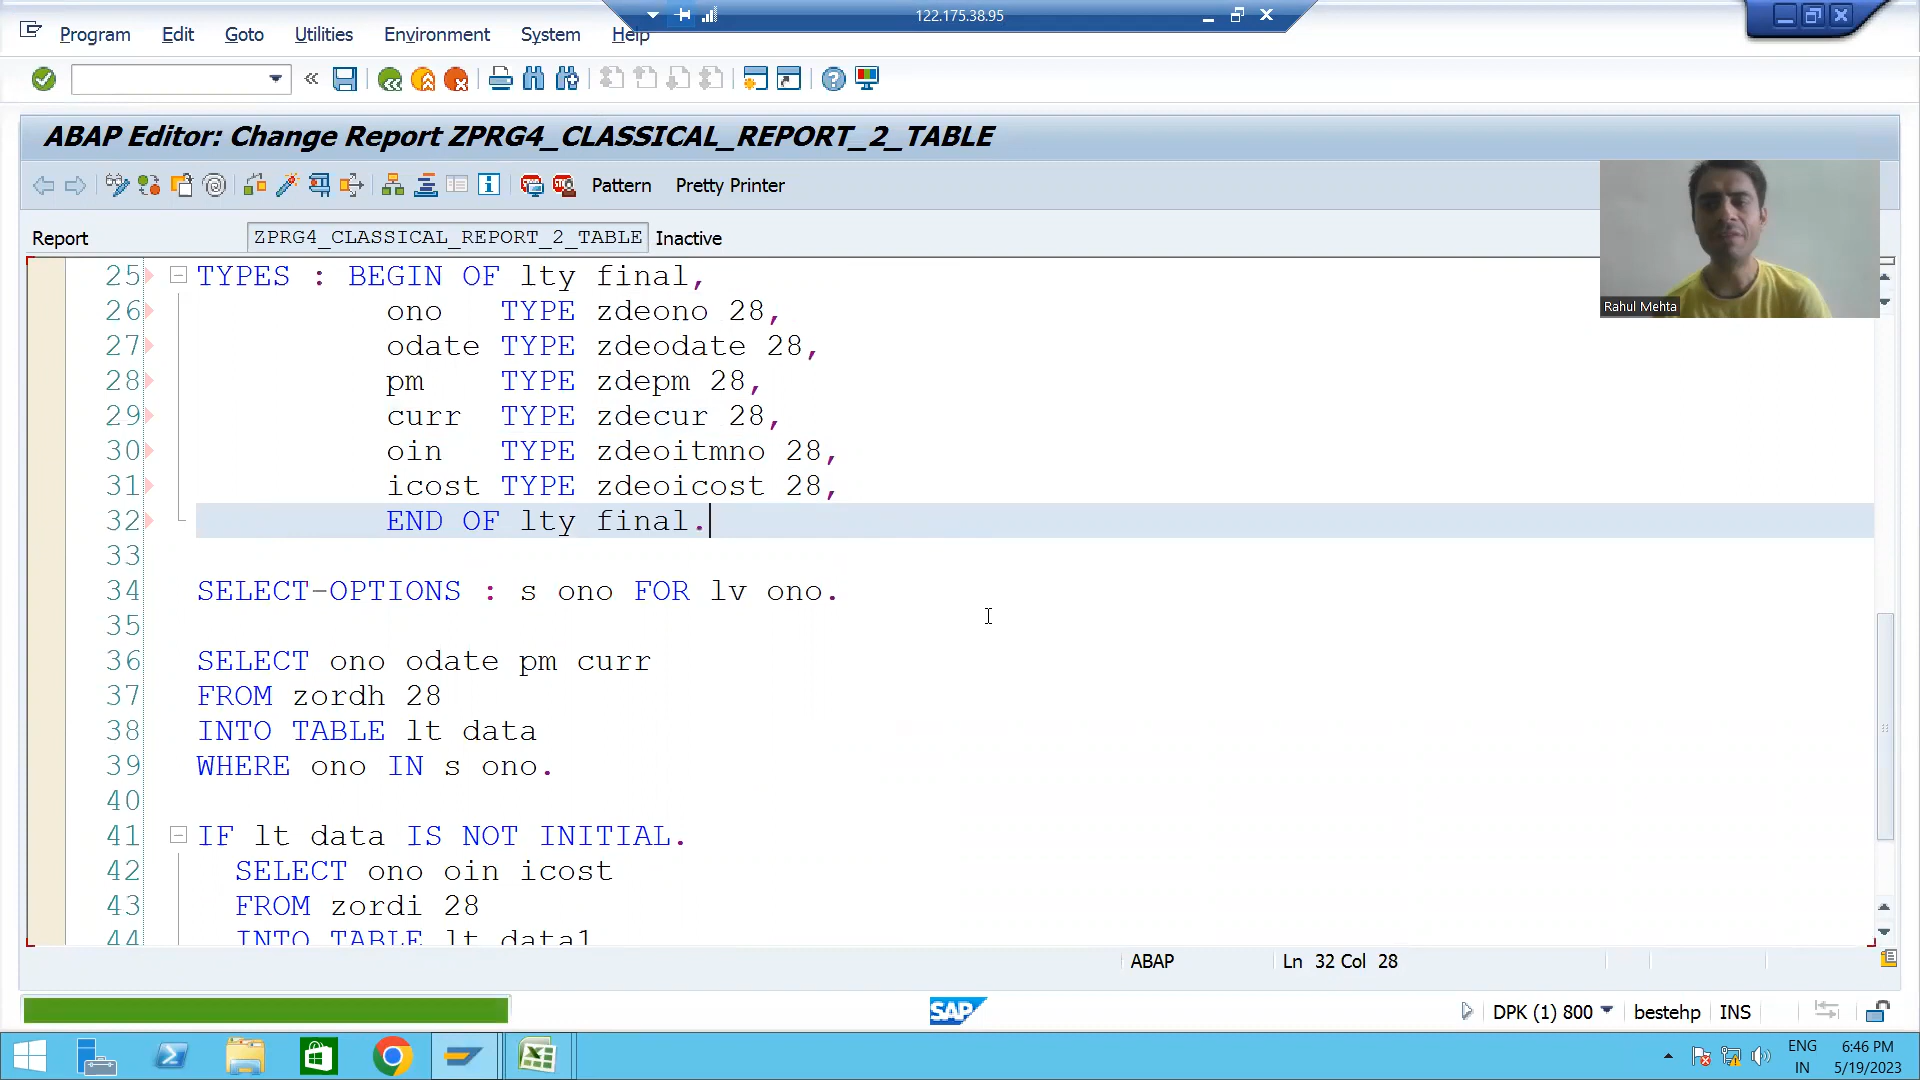 122.175.38.95
Program Edit Goto Utilities Environment System Help
ABAP Editor: Change Report ZPRG4_CLASSICAL_REPORT_2_TABLE
Pattern Pretty Printer
Report ZPRG4_CLASSICAL_REPORT_2_TABLE Inactive
Rahul Mehta
25 TYPES : BEGIN OF lty final,
26 ono TYPE zdeono 28,
27 odate TYPE zdeodate 28,
28 pm TYPE zdepm 28,
29 curr TYPE zdecur 28,
30 oin TYPE zdeoitmno 28,
31 icost TYPE zdeoicost 28,
32 END OF lty final.
33
34 SELECT-OPTIONS : s ono FOR lv ono.
35
36 SELECT ono odate pm curr
37 FROM zordh 28
38 INTO TABLE lt data
39 WHERE ono IN s ono.
40
41 IF lt data IS NOT INITIAL.
42 SELECT ono oin icost
43 FROM zordi 28
44 INTO TABLE lt data1
ABAP Ln 32 Col 28
SAP DPK (1) 800 bestehp INS
ENG 6:46 PM
IN 5/19/2023